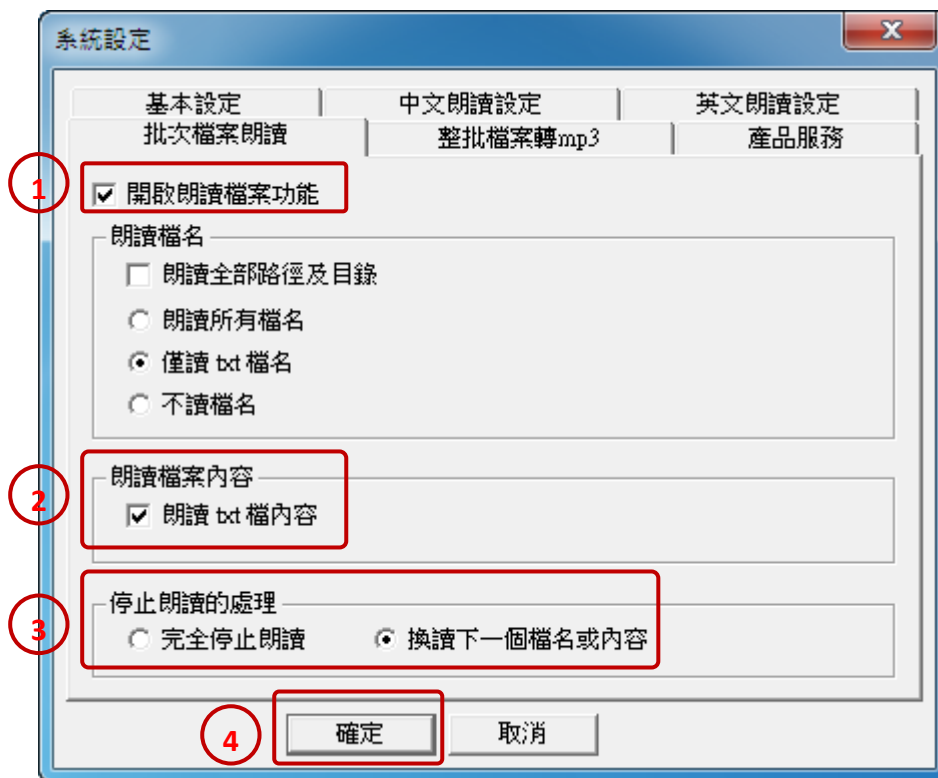 系統設定
基本設定 中文朗讀設定 英文朗讀設定
批次檔案朗讀 整批檔案轉mp3 產品服務
1 開啟朗讀檔案功能
朗讀檔名
朗讀全部路徑及目錄
朗讀所有檔名
僅讀 txt 檔名
不讀檔名
朗讀檔案內容
2 朗讀 txt 檔內容
停止朗讀的處理
3 完全停止朗讀 換讀下一個檔名或內容
4 確定 取消